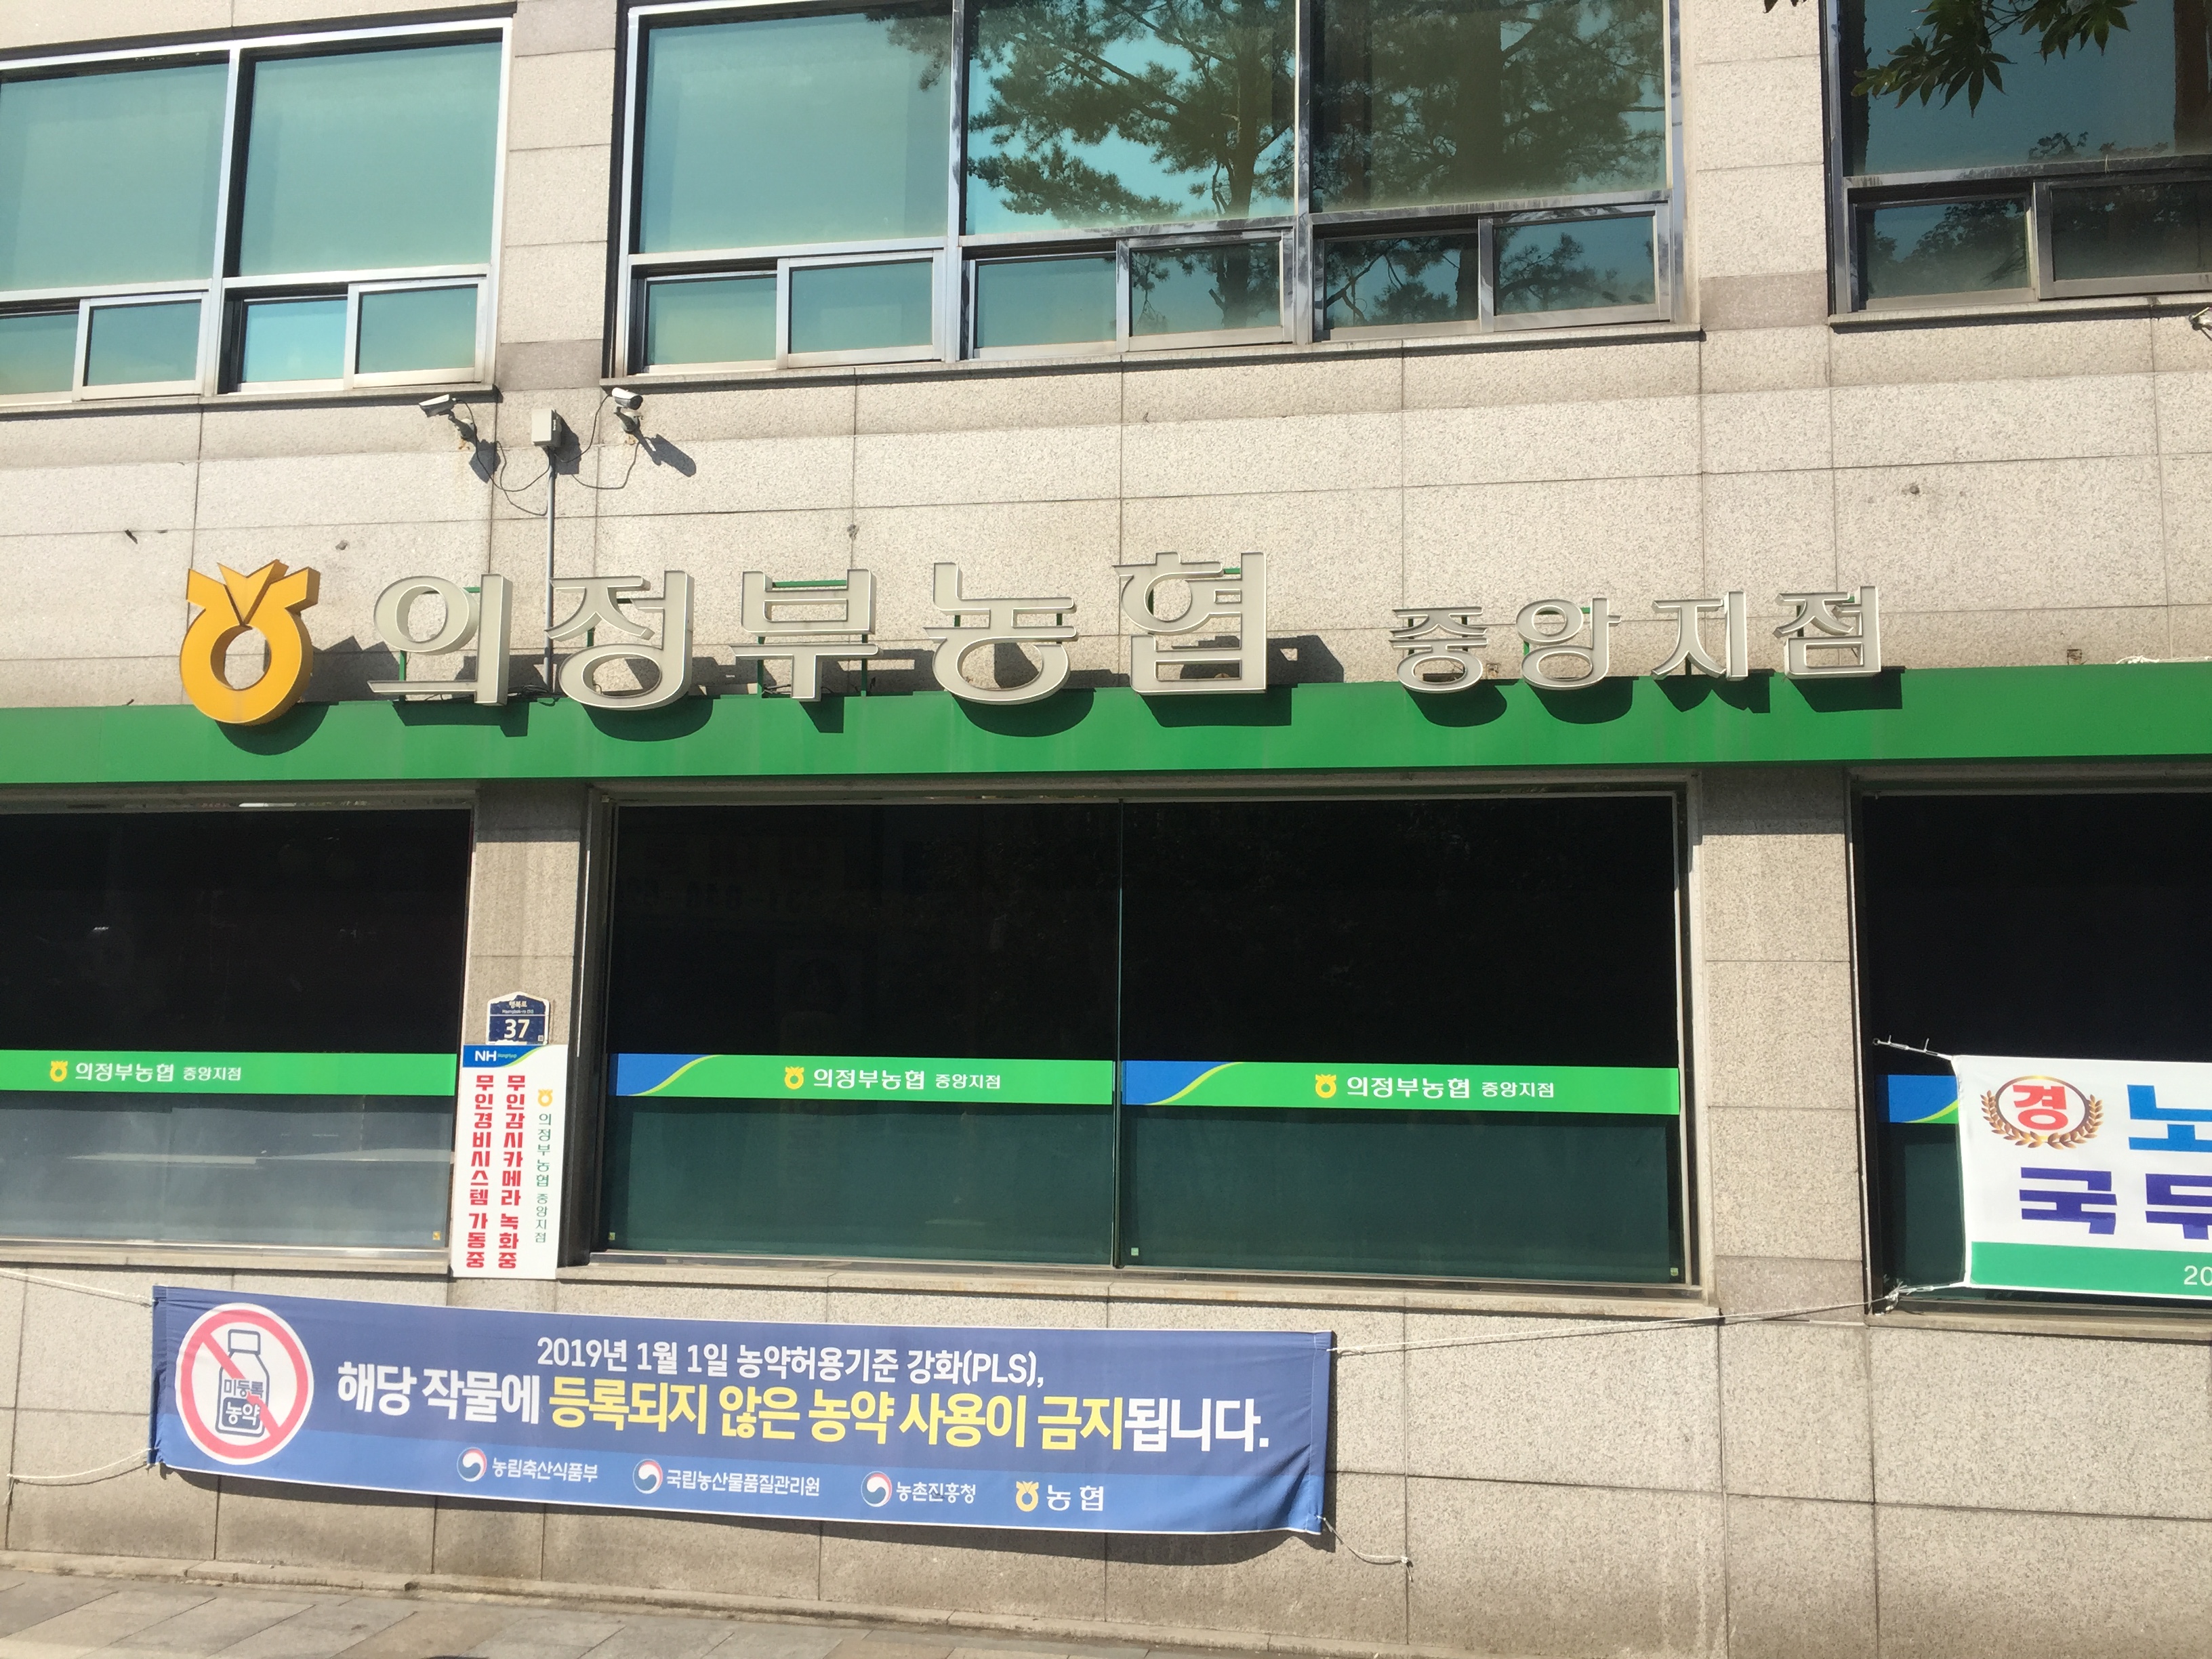 의정부농협 중앙지점
행복로
37
의정부농협 중앙지점
의정부농협 중앙지점
의정부농협 중앙지점
NH
무인경비시스템 가동중
무인감시카메라 녹화중
의정부농협 중앙지점
경
국
20
2019년 1월 1일 농약허용기준 강화(PLS),
해당 작물에 등록되지 않은 농약 사용이 금지됩니다.
미등록
농약
농림축산식품부 국립농산물품질관리원 농촌진흥청 농협